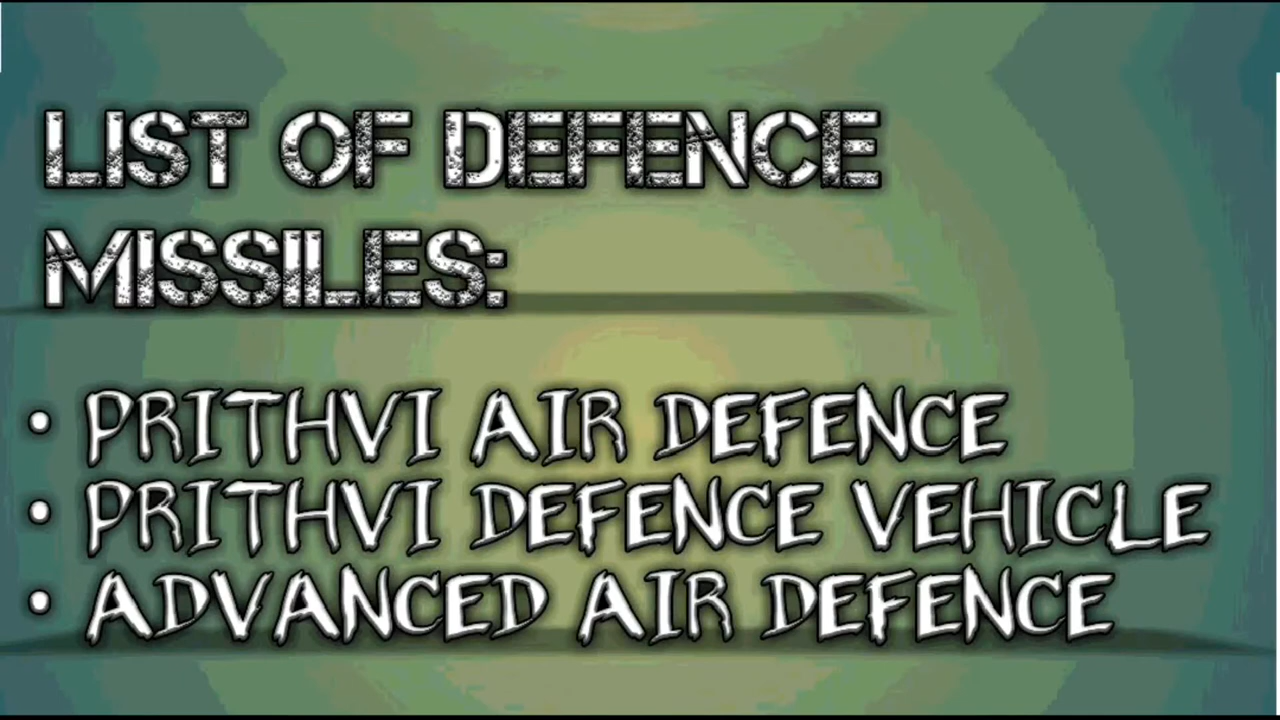 LIST OF DEFENCE
MISSILES:
• PRITHVI AIR DEFENCE
• PRITHVI DEFENCE VEHICLE
• ADVANCED AIR DEFENCE